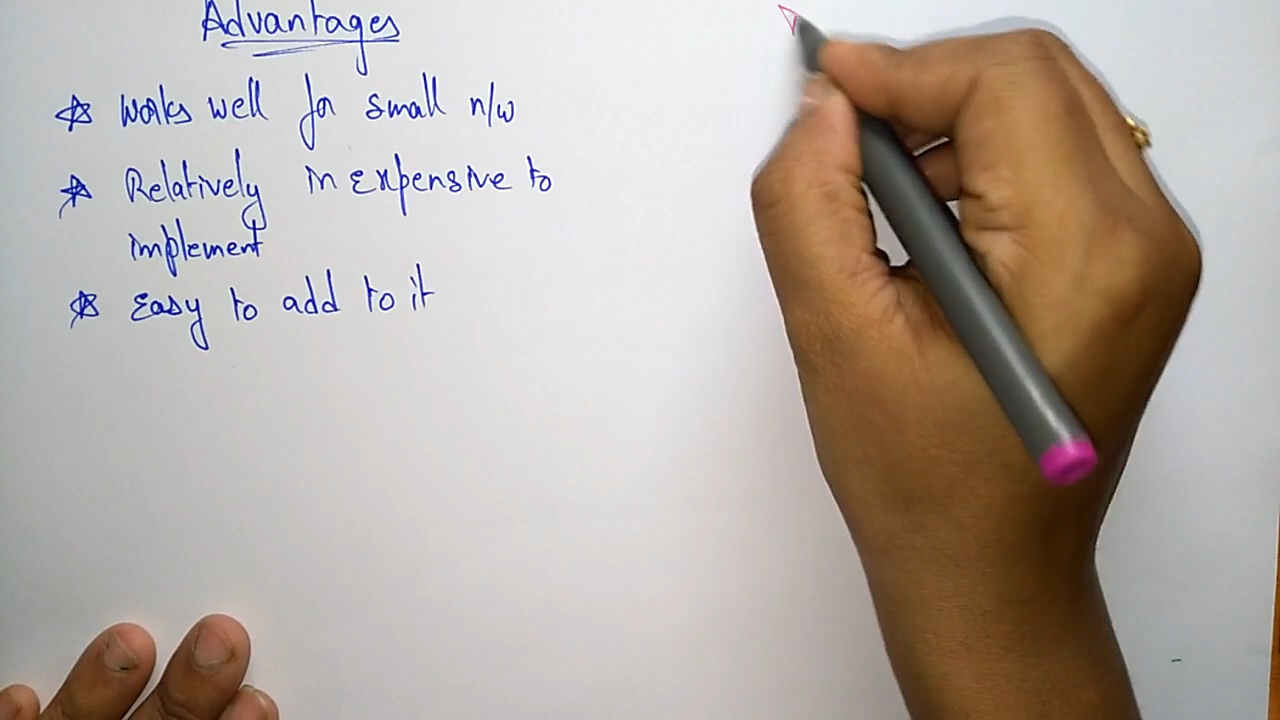 Advantages
☆ Works well for small n/w
☆ Relatively inExpensive to
implement
☆ Easy to add to it